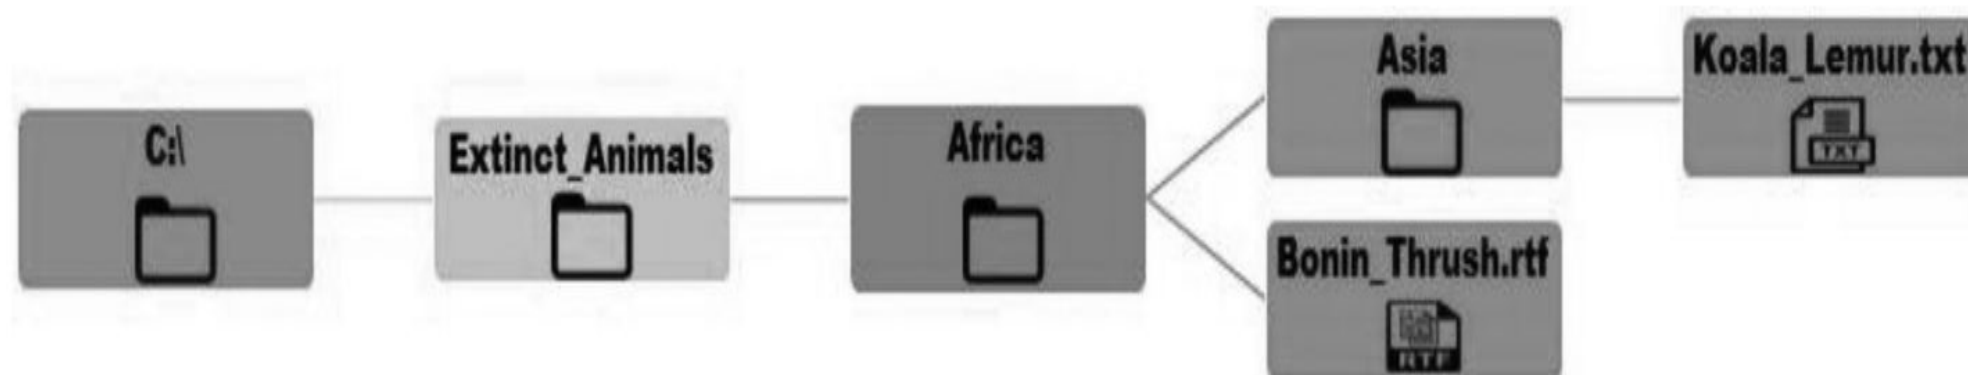 C:\
Extinct_Animals
Africa
Asia
Koala_Lemur.txt
TXT
Bonin_Thrush.rtf
RTF